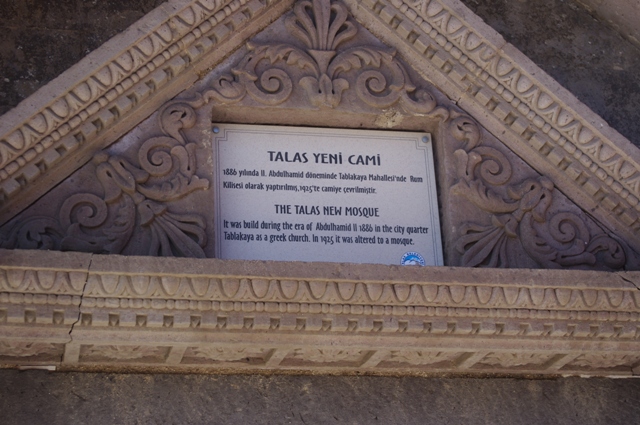 TALAS YENİ CAMİ
1886 yılında II. Abdulhamid döneminde Tablakaya Mahallesi'nde Rum
Kilisesi olarak yaptırılmış, 1925'te camiye çevrilmiştir.
THE TALAS NEW MOSQUE
It was build during the era of Abdulhamid II 1886 in the city quarter
Tablakaya as a greek church. In 1925 it was altered to a mosque.